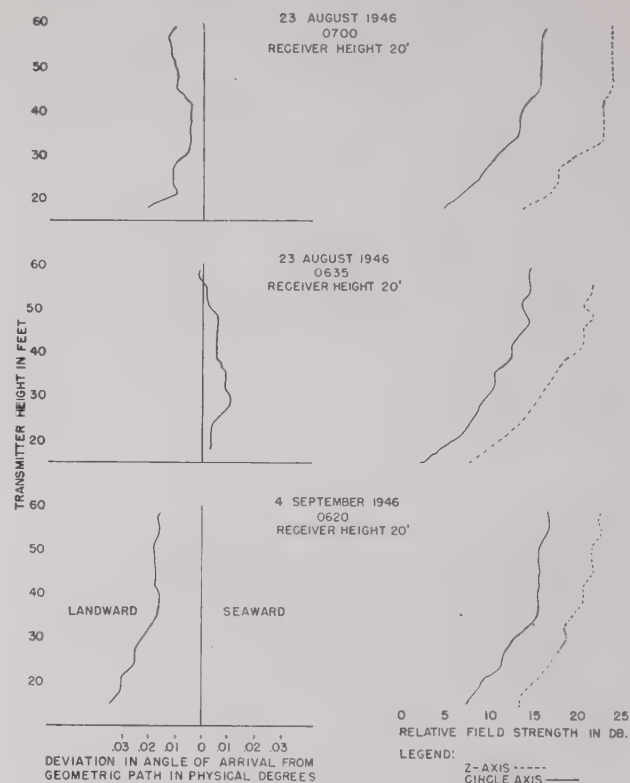 23 AUGUST 1946
0700
RECEIVER HEIGHT 20'
60
50
40
30
20
23 AUGUST 1946
0635
RECEIVER HEIGHT 20'
60
50
40
30
20
TRANSMITTER HEIGHT IN FEET
4 SEPTEMBER 1946
0620
RECEIVER HEIGHT 20'
60
50
40
30
20
LANDWARD
SEAWARD
.03 .02 .01 0 .01 .02 .03
DEVIATION IN ANGLE OF ARRIVAL FROM
GEOMETRIC PATH IN PHYSICAL DEGREES
0 5 10 15 20 25
RELATIVE FIELD STRENGTH IN DB.
LEGEND:
Z-AXIS -----
CIRCLE AXIS ———